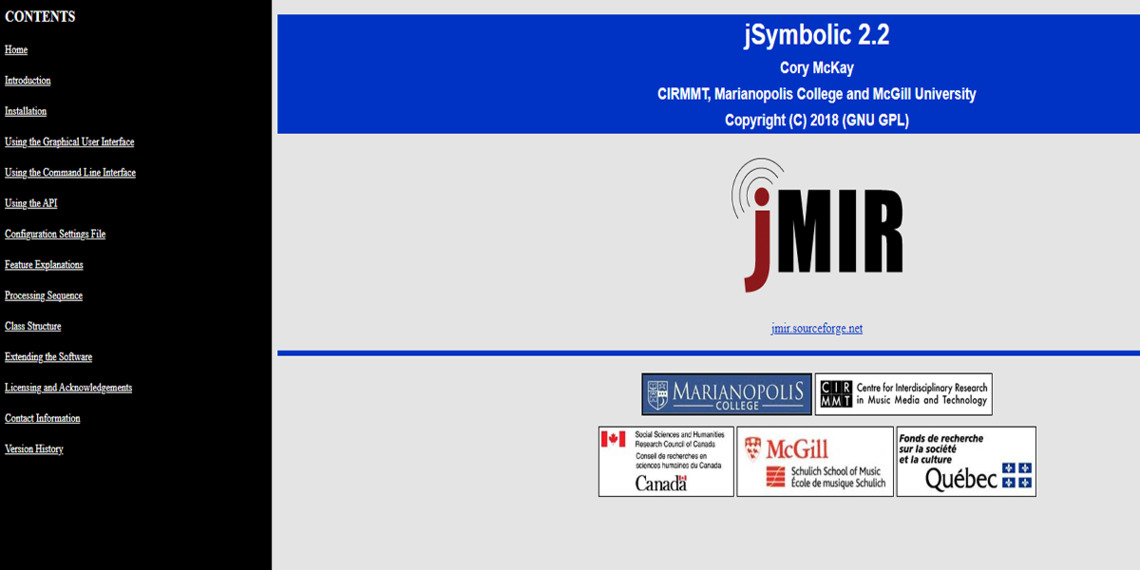 CONTENTS
Home
Introduction
Installation
Using the Graphical User Interface
Using the Command Line Interface
Using the API
Configuration Settings File
Feature Explanations
Processing Sequence
Class Structure
Extending the Software
Licensing and Acknowledgements
Contact Information
Version History
jSymbolic 2.2
Cory McKay
CIRMMT, Marianopolis College and McGill University
Copyright (C) 2018 (GNU GPL)
jMIR
jmir.sourceforge.net
MARIANOPOLIS
COLLEGE
CIR
MMT
Centre for Interdisciplinary Research
in Music Media and Technology
Social Sciences and Humanities
Research Council of Canada
Conseil de recherches en
sciences humaines du Canada
Canada
McGill
Schulich School of Music
École de musique Schulich
Fonds de recherche
sur la société
et la culture
Québec